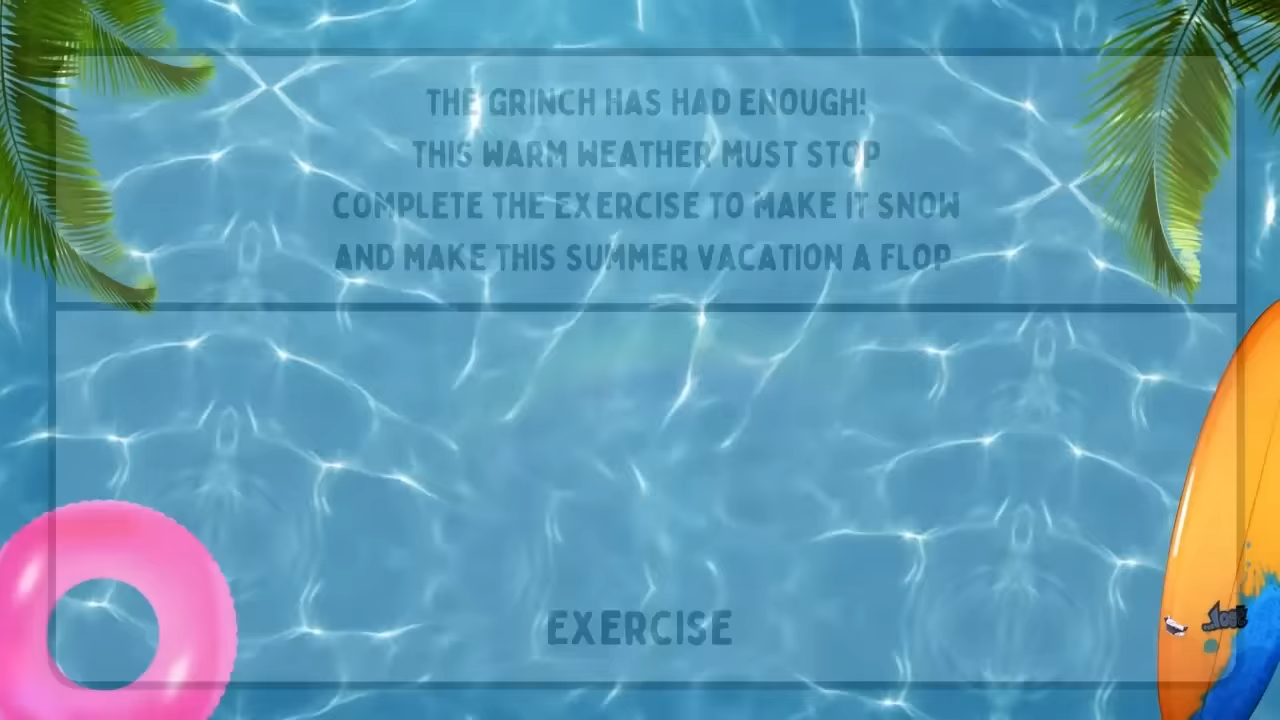 THE GRINCH HAS HAD ENOUGH!
THIS WARM WEATHER MUST STOP
COMPLETE THE EXERCISE TO MAKE IT SNOW
AND MAKE THIS SUMMER VACATION A FLOP
EXERCISE
...Lost